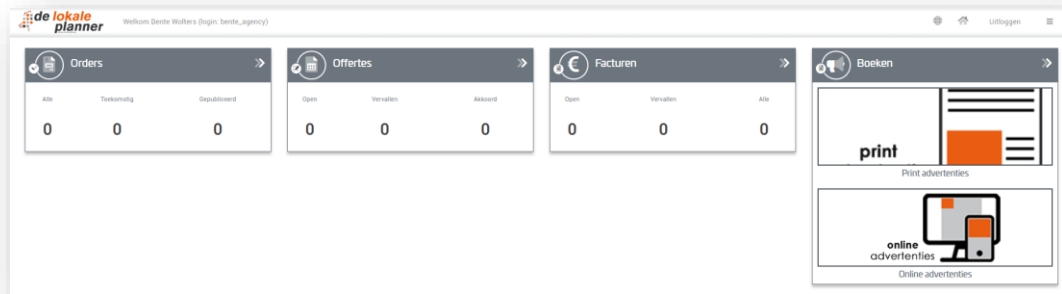 de lokale
planner
Welkom Bente Wolters (login: bente_agency)
Uitloggen
Orders
Alle Toekomstig Gepubliceerd
0 0 0
Offertes
Open Vervallen Akkoord
0 0 0
Facturen
Open Vervallen Alle
0 0 0
Boeken
print
Print advertenties
online
advertenties
Online advertenties